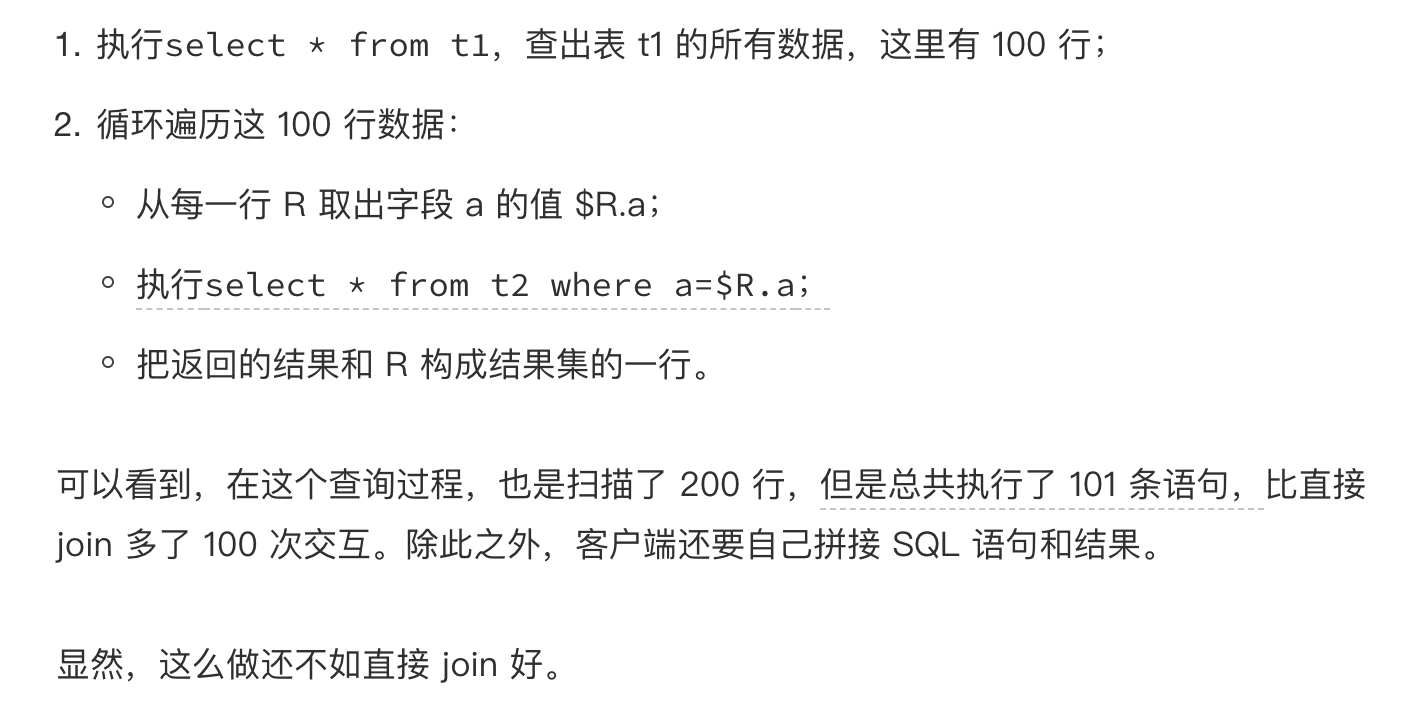 1. 执行select * from t1，查出表 t1 的所有数据，这里有 100 行；
2. 循环遍历这 100 行数据：
从每一行 R 取出字段 a 的值 $R.a；
执行select * from t2 where a=$R.a；
把返回的结果和 R 构成结果集的一行。
可以看到，在这个查询过程，也是扫描了 200 行，但是总共执行了 101 条语句，比直接
join 多了 100 次交互。除此之外，客户端还要自己拼接 SQL 语句和结果。
显然，这么做还不如直接 join 好。